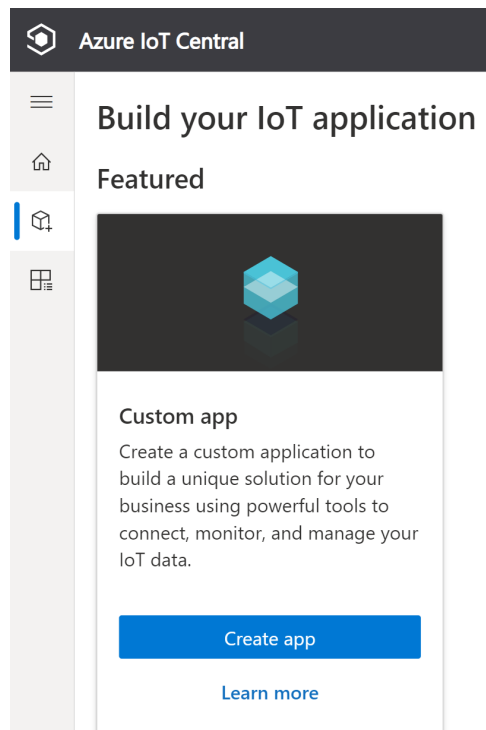 Azure IoT Central
Build your IoT application
Featured
Custom app
Create a custom application to
build a unique solution for your
business using powerful tools to
connect, monitor, and manage your
IoT data.
Create app
Learn more